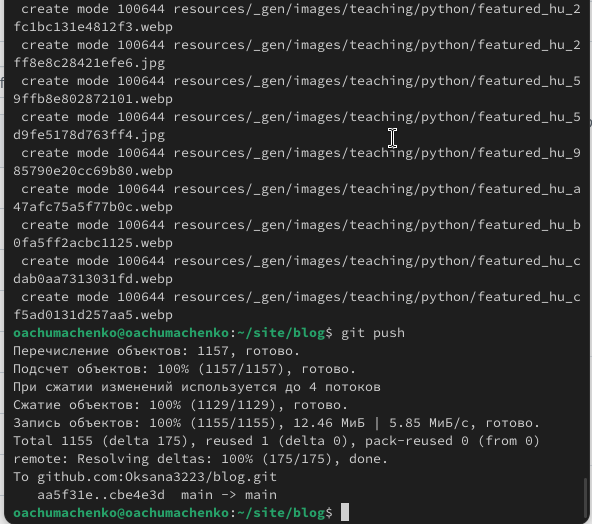 create mode 100644 resources/_gen/images/teaching/python/featured_hu_2
fc1bc131e4812f3.webp
create mode 100644 resources/_gen/images/teaching/python/featured_hu_2
ff8e8c28421efe6.jpg
create mode 100644 resources/_gen/images/teaching/python/featured_hu_5
9ffb8e802872101.webp
create mode 100644 resources/_gen/images/teaching/python/featured_hu_5
d9fe5178d763ff4.jpg
create mode 100644 resources/_gen/images/teaching/python/featured_hu_9
85790e20cc69b80.webp
create mode 100644 resources/_gen/images/teaching/python/featured_hu_a
47afc75a5f77b0c.webp
create mode 100644 resources/_gen/images/teaching/python/featured_hu_b
0fa5ff2acbc1125.webp
create mode 100644 resources/_gen/images/teaching/python/featured_hu_c
dab0aa7313031fd.webp
create mode 100644 resources/_gen/images/teaching/python/featured_hu_c
f5ad0131d257aa5.webp
oachumachenko@oachumachenko:~/site/blog$ git push
Перечисление объектов: 1157, готово.
Подсчет объектов: 100% (1157/1157), готово.
При сжатии изменений используется до 4 потоков
Сжатие объектов: 100% (1129/1129), готово.
Запись объектов: 100% (1155/1155), 12.46 МиБ | 5.85 МиБ/с, готово.
Total 1155 (delta 175), reused 1 (delta 0), pack-reused 0 (from 0)
remote: Resolving deltas: 100% (175/175), done.
To github.com:Oksana3223/blog.git
aa5f31e..cbe4e3d  main -> main
oachumachenko@oachumachenko:~/site/blog$